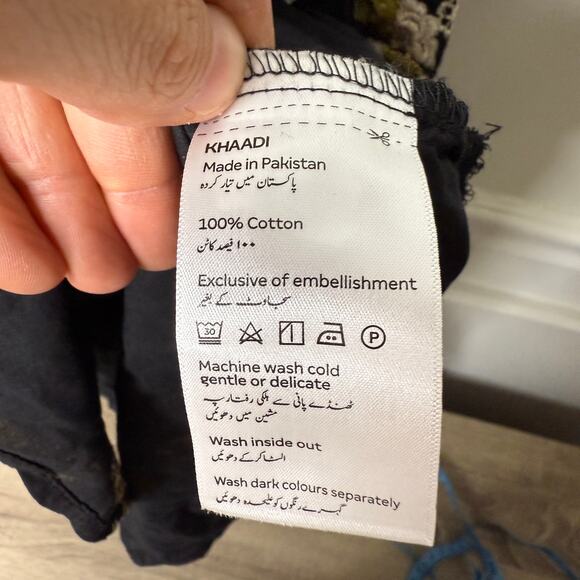 KHAADI
Made in Pakistan
پاکستان میں تیار کردہ
100% Cotton
۱۰۰ فیصد کاٹن
Exclusive of embellishment
سجاوٹ کے بغیر
30
P
Machine wash cold
gentle or delicate
ٹھنڈے پانی سے ہلکی رفتار پہ
مشین میں دھوئیں
Wash inside out
الٹا کر کے دھوئیں
Wash dark colours separately
گہرے رنگوں کو علیحدہ دھوئیں